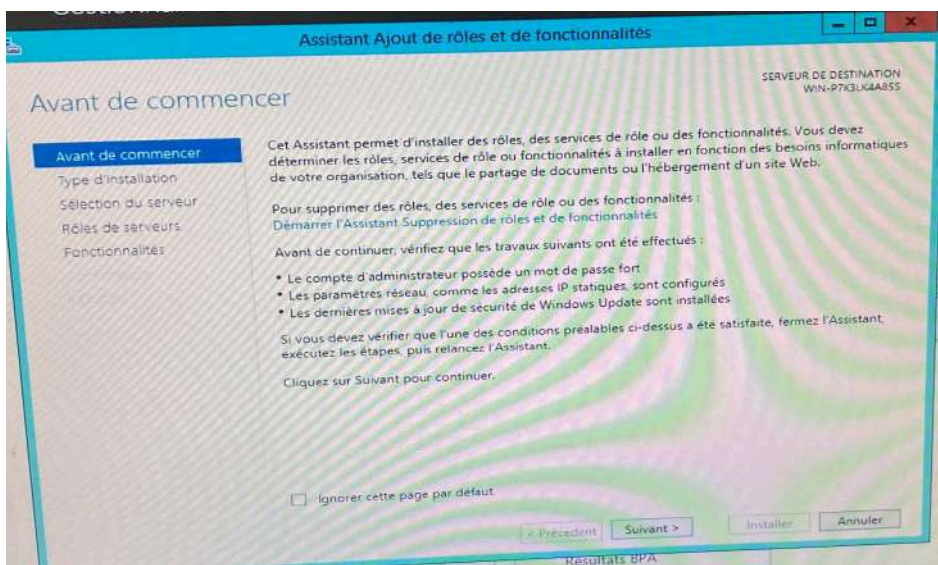 Assistant Ajout de rôles et de fonctionnalités
Avant de commencer
SERVEUR DE DESTINATION
WIN-P7K3LK4A8SS
Avant de commencer
Type d'installation
Sélection du serveur
Rôles de serveurs
Fonctionnalités
Cet Assistant permet d'installer des rôles, des services de rôle ou des fonctionnalités. Vous devez
déterminer les rôles, services de rôle ou fonctionnalités à installer en fonction des besoins informatiques
de votre organisation, tels que le partage de documents ou l'hébergement d'un site Web.
Pour supprimer des rôles, des services de rôle ou des fonctionnalités :
Démarrer l'Assistant Suppression de rôles et de fonctionnalités
Avant de continuer, vérifiez que les travaux suivants ont été effectués :
• Le compte d'administrateur possède un mot de passe fort
• Les paramètres réseau, comme les adresses IP statiques, sont configurés
• Les dernières mises à jour de sécurité de Windows Update sont installées
Si vous devez vérifier que l'une des conditions préalables ci-dessus a été satisfaite, fermez l'Assistant,
exécutez les étapes, puis relancez l'Assistant.
Cliquez sur Suivant pour continuer.
Ignorer cette page par défaut
< Précédent
Suivant >
Installer
Annuler
Résultats BPA